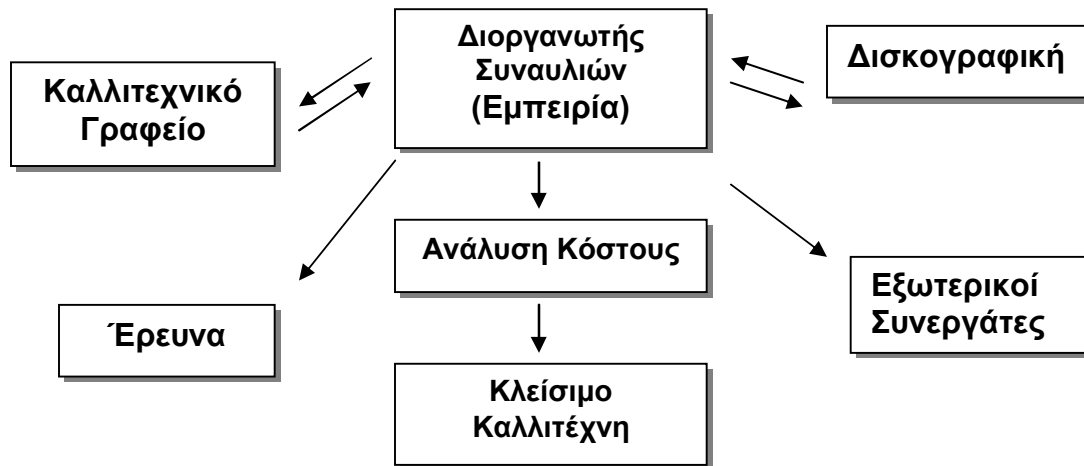 Διοργανωτής
Συναυλιών
(Εμπειρία)
Δισκογραφική
Καλλιτεχνικό
Γραφείο
Ανάλυση Κόστους
Εξωτερικοί
Συνεργάτες
Έρευνα
Κλείσιμο
Καλλιτέχνη